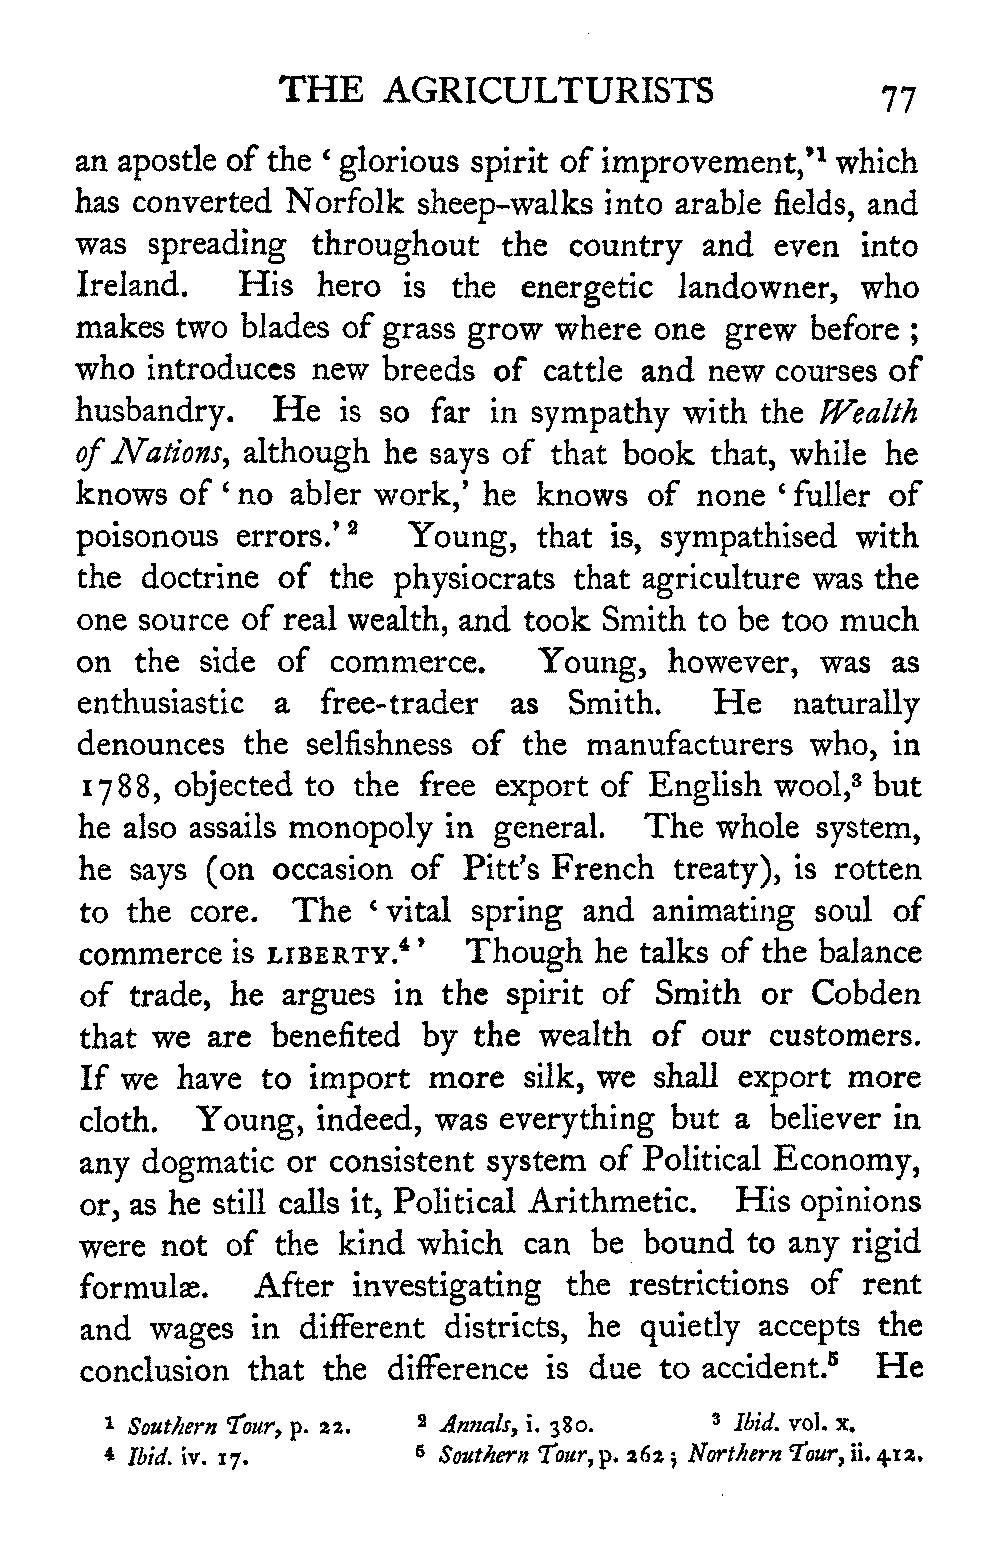 THE AGRICULTURISTS 77
an apostle of the ‘glorious spirit of improvement,’¹ which
has converted Norfolk sheep-walks into arable fields, and
was spreading throughout the country and even into
Ireland. His hero is the energetic landowner, who
makes two blades of grass grow where one grew before ;
who introduces new breeds of cattle and new courses of
husbandry. He is so far in sympathy with the Wealth
of Nations, although he says of that book that, while he
knows of ‘no abler work,’ he knows of none ‘fuller of
poisonous errors.’ ² Young, that is, sympathised with
the doctrine of the physiocrats that agriculture was the
one source of real wealth, and took Smith to be too much
on the side of commerce. Young, however, was as
enthusiastic a free-trader as Smith. He naturally
denounces the selfishness of the manufacturers who, in
1788, objected to the free export of English wool,³ but
he also assails monopoly in general. The whole system,
he says (on occasion of Pitt’s French treaty), is rotten
to the core. The ‘vital spring and animating soul of
commerce is LIBERTY.⁴’ Though he talks of the balance
of trade, he argues in the spirit of Smith or Cobden
that we are benefited by the wealth of our customers.
If we have to import more silk, we shall export more
cloth. Young, indeed, was everything but a believer in
any dogmatic or consistent system of Political Economy,
or, as he still calls it, Political Arithmetic. His opinions
were not of the kind which can be bound to any rigid
formulæ. After investigating the restrictions of rent
and wages in different districts, he quietly accepts the
conclusion that the difference is due to accident.⁵ He
¹ Southern Tour, p. 22. ² Annals, i. 380. ³ Ibid. vol. x.
⁴ Ibid. iv. 17. ⁵ Southern Tour, p. 262 ; Northern Tour, ii. 412.